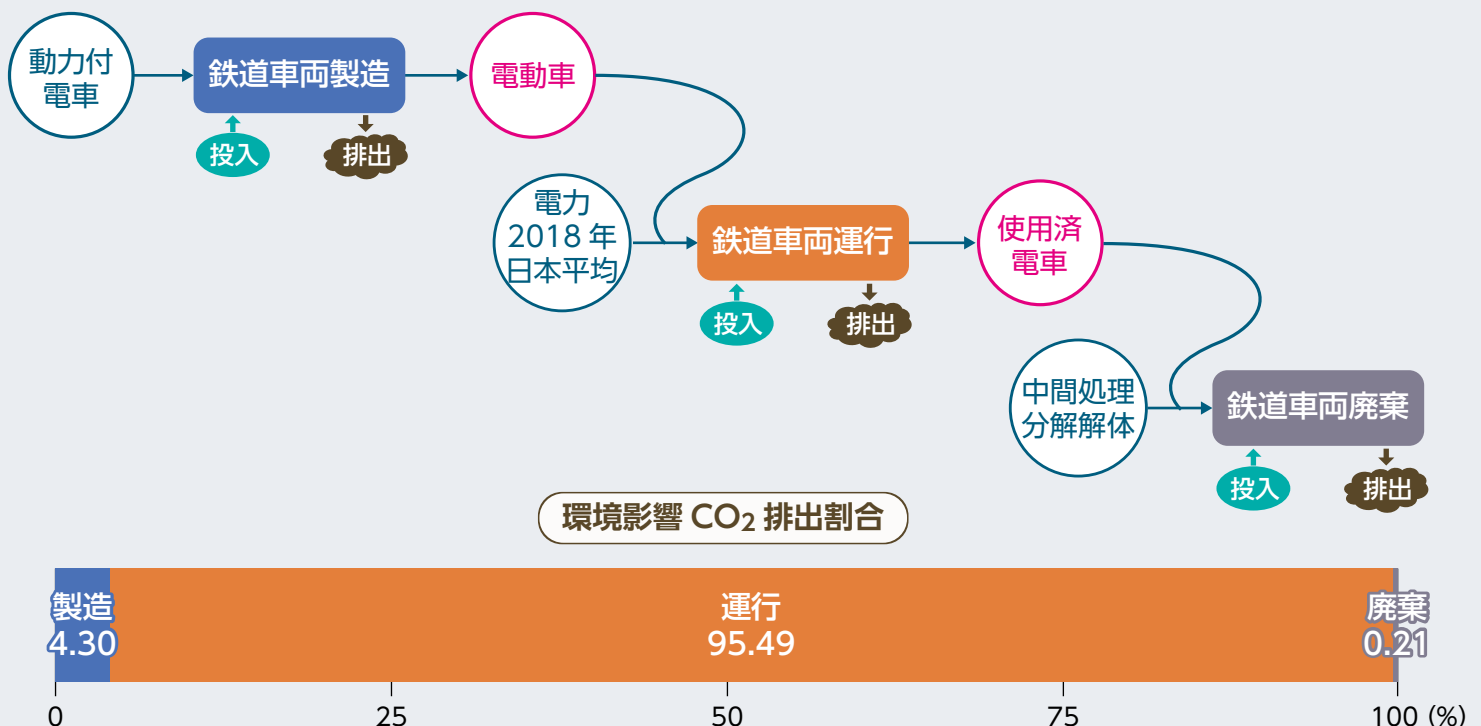 動力付
電車
鉄道車両製造
投入
排出
電動車
電力
2018 年
日本平均
鉄道車両運行
投入
排出
使用済
電車
中間処理
分解解体
鉄道車両廃棄
投入
排出
環境影響 CO₂ 排出割合
製造
4.30
運行
95.49
廃棄
0.21
0
25
50
75
100 (%)